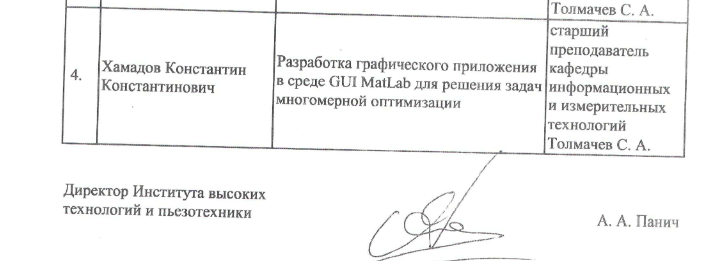 Толмачев С. А.
4.
Хамадов Константин
Константинович
Разработка графического приложения
в среде GUI MatLab для решения задач
многомерной оптимизации
старший
преподаватель
кафедры
информационных
и измерительных
технологий
Толмачев С. А.
Директор Института высоких
технологий и пьезотехники
А. А. Панич